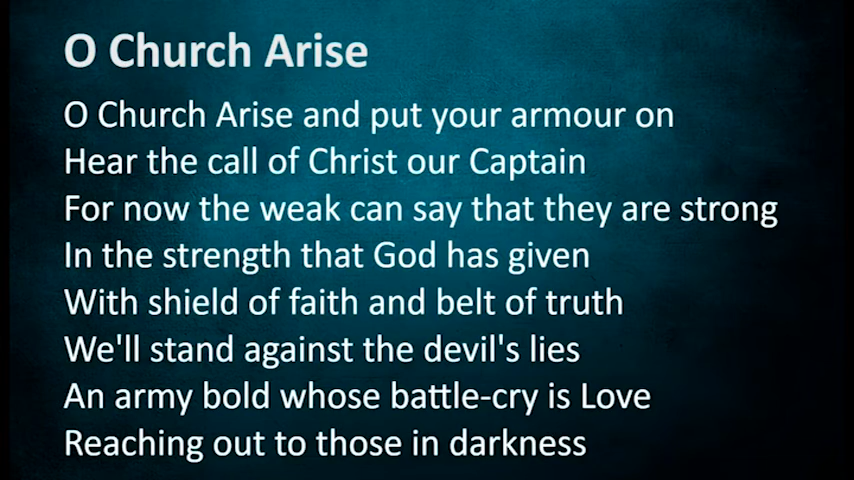 O Church Arise
O Church Arise and put your armour on
Hear the call of Christ our Captain
For now the weak can say that they are strong
In the strength that God has given
With shield of faith and belt of truth
We'll stand against the devil's lies
An army bold whose battle-cry is Love
Reaching out to those in darkness